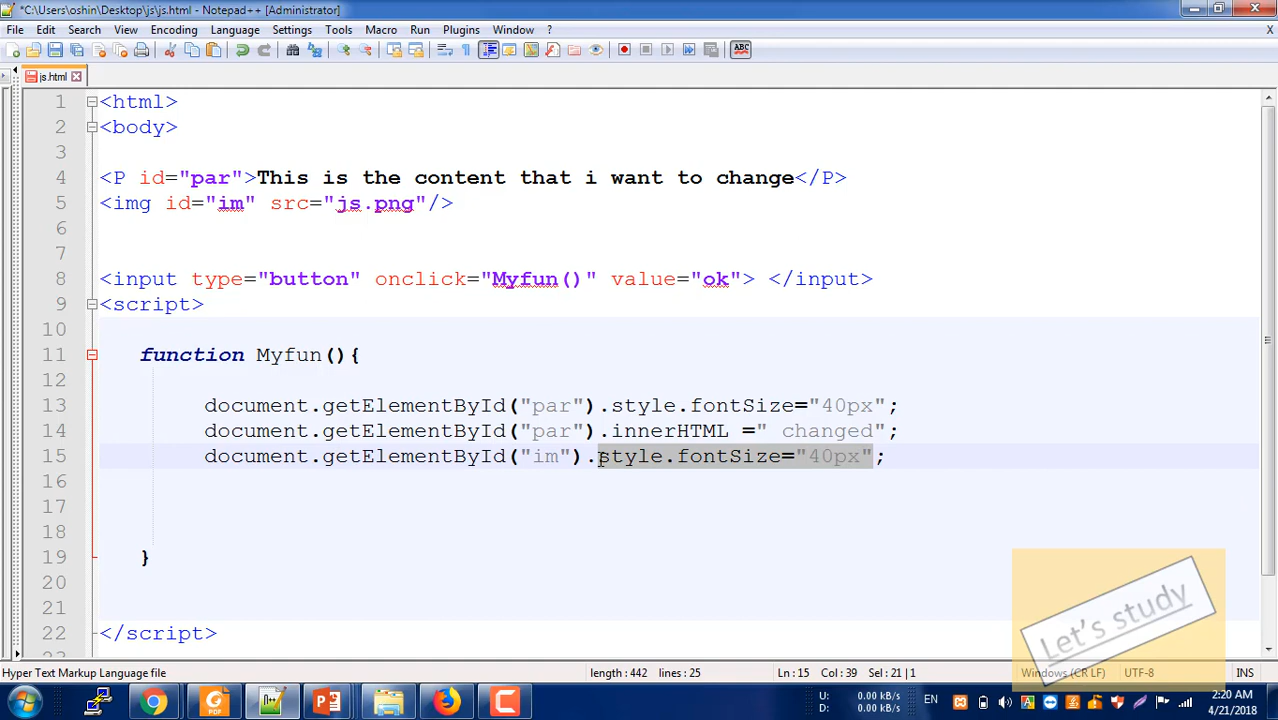 *C:\Users\oshin\Desktop\js\js.html - Notepad++ [Administrator]
File Edit Search View Encoding Language Settings Tools Macro Run Plugins Window ? X
js.html
1 <html>
2 <body>
3
4 <P id="par">This is the content that i want to change</P>
5 <img id="im" src="js.png"/>
6
7
8 <input type="button" onclick="Myfun()" value="ok"> </input>
9 <script>
10
11 function Myfun(){
12
13 document.getElementById("par").style.fontSize="40px";
14 document.getElementById("par").innerHTML =" changed";
15 document.getElementById("im").style.fontSize="40px";
16
17
18
19 }
20
21
22 </script>
Let's study
Hyper Text Markup Language file length : 442 lines : 25 Ln : 15 Col : 39 Sel : 21 | 1 Windows (CR LF) UTF-8 INS
U: 0.00 kB/s
D: 0.00 kB/s
EN
2:20 AM
4/21/2018